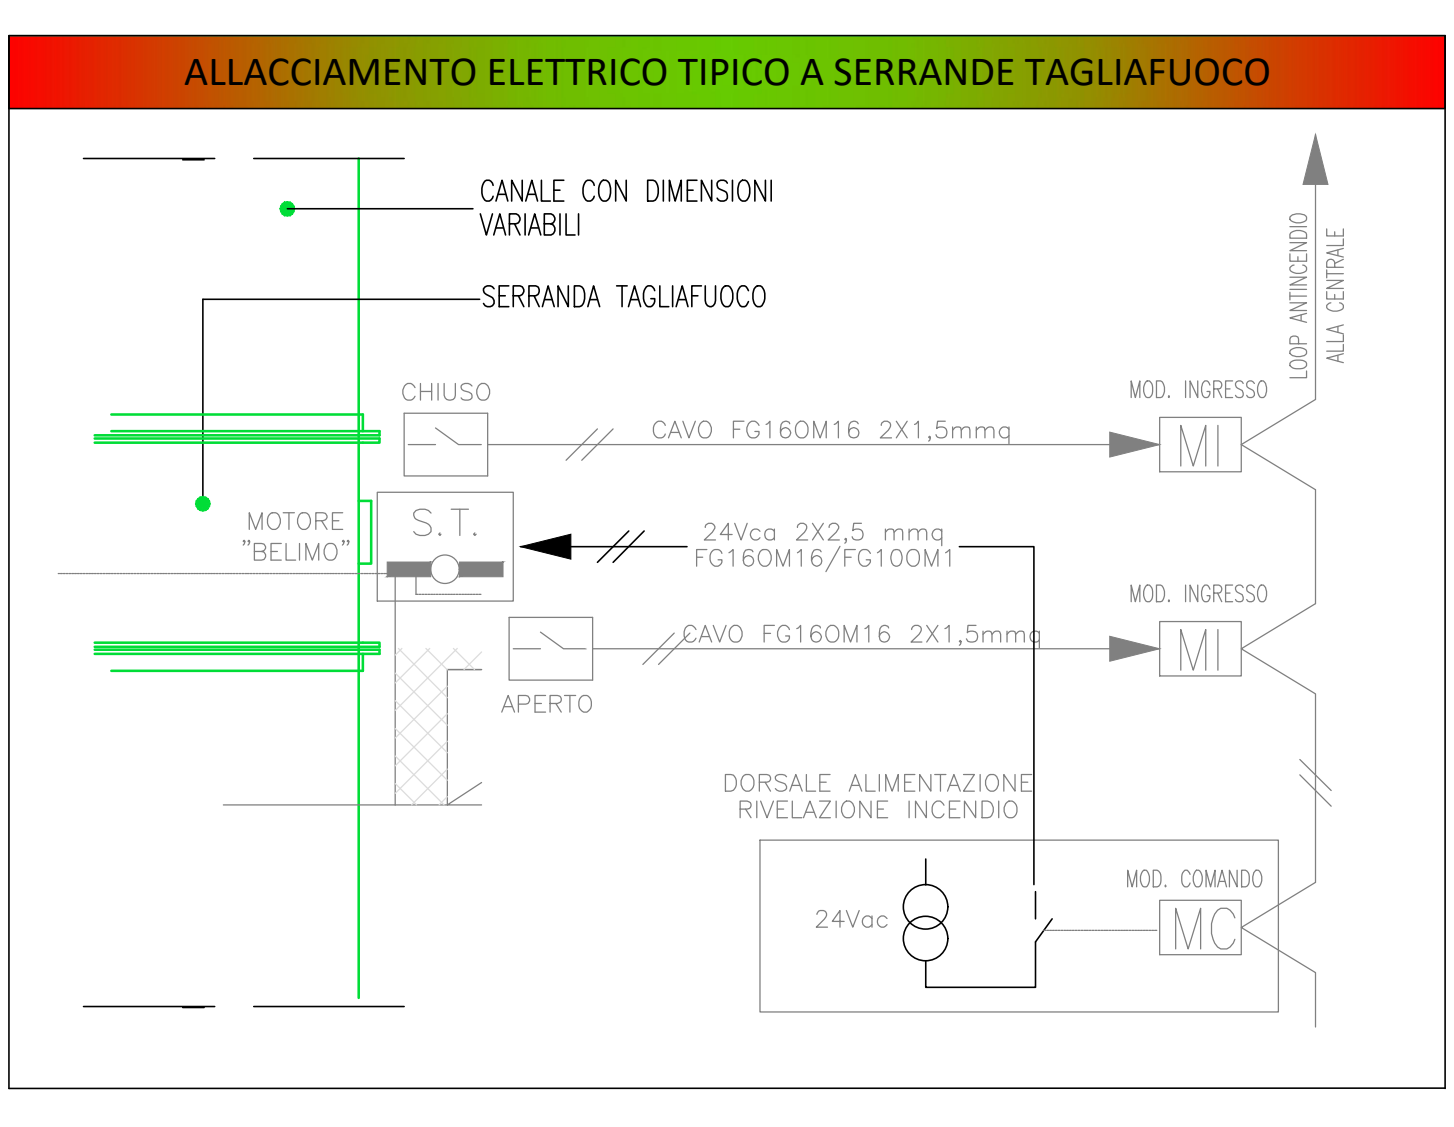 ALLACCIAMENTO ELETTRICO TIPICO A SERRANDE TAGLIAFUOCO
CANALE CON DIMENSIONI
VARIABILI
SERRANDA TAGLIAFUOCO
LOOP ANTINCENDIO
ALLA CENTRALE
CHIUSO
CAVO FG16OM16 2X1,5mmq
MOD. INGRESSO
MI
MOTORE
"BELIMO"
S.T.
24Vca 2X2,5 mmq
FG16OM16/FG10OM1
MOD. INGRESSO
MI
CAVO FG16OM16 2X1,5mmq
APERTO
DORSALE ALIMENTAZIONE
RIVELAZIONE INCENDIO
MOD. COMANDO
24Vac
MC